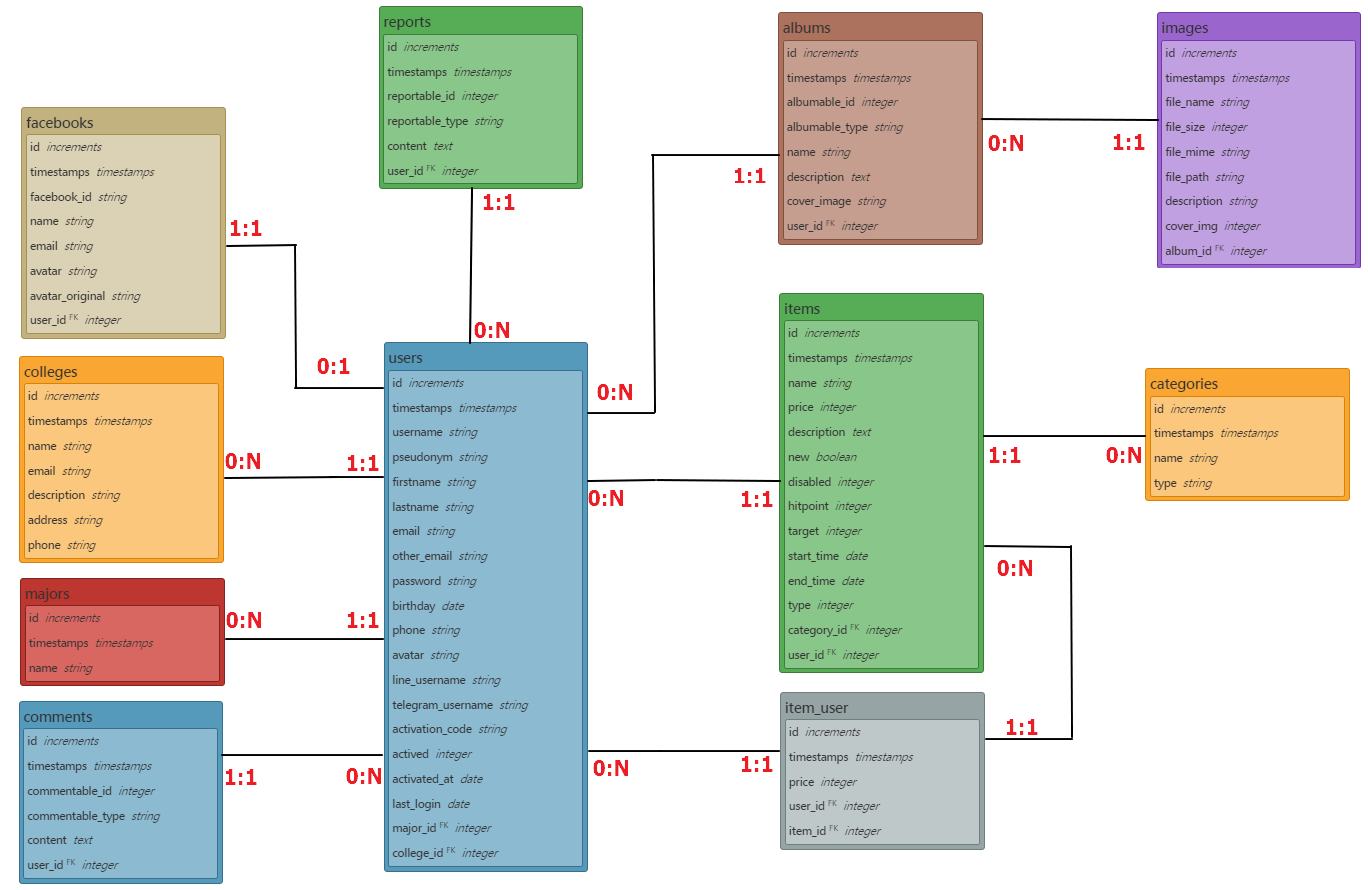 reports
id increments
timestamps timestamps
reportable_id integer
reportable_type string
content text
user_id FK integer
1:1
0:N
albums
id increments
timestamps timestamps
albumable_id integer
albumable_type string
name string
description text
cover_image string
user_id FK integer
0:N
1:1
1:1
0:N
images
id increments
timestamps timestamps
file_name string
file_size integer
file_mime string
file_path string
description string
cover_img integer
album_id FK integer
facebooks
id increments
timestamps timestamps
facebook_id string
name string
email string
avatar string
avatar_original string
user_id FK integer
1:1
0:1
colleges
id increments
timestamps timestamps
name string
email string
description string
address string
phone string
0:N
1:1
majors
id increments
timestamps timestamps
name string
0:N
1:1
comments
id increments
timestamps timestamps
commentable_id integer
commentable_type string
content text
user_id FK integer
1:1
0:N
users
id increments
timestamps timestamps
username string
pseudonym string
firstname string
lastname string
email string
other_email string
password string
birthday date
phone string
avatar string
line_username string
telegram_username string
activation_code string
actived integer
activated_at date
last_login date
major_id FK integer
college_id FK integer
0:N
1:1
0:N
1:1
items
id increments
timestamps timestamps
name string
price integer
description text
new boolean
disabled integer
hitpoint integer
target integer
start_time date
end_time date
type integer
category_id FK integer
user_id FK integer
1:1
0:N
0:N
1:1
categories
id increments
timestamps timestamps
name string
type string
item_user
id increments
timestamps timestamps
price integer
user_id FK integer
item_id FK integer